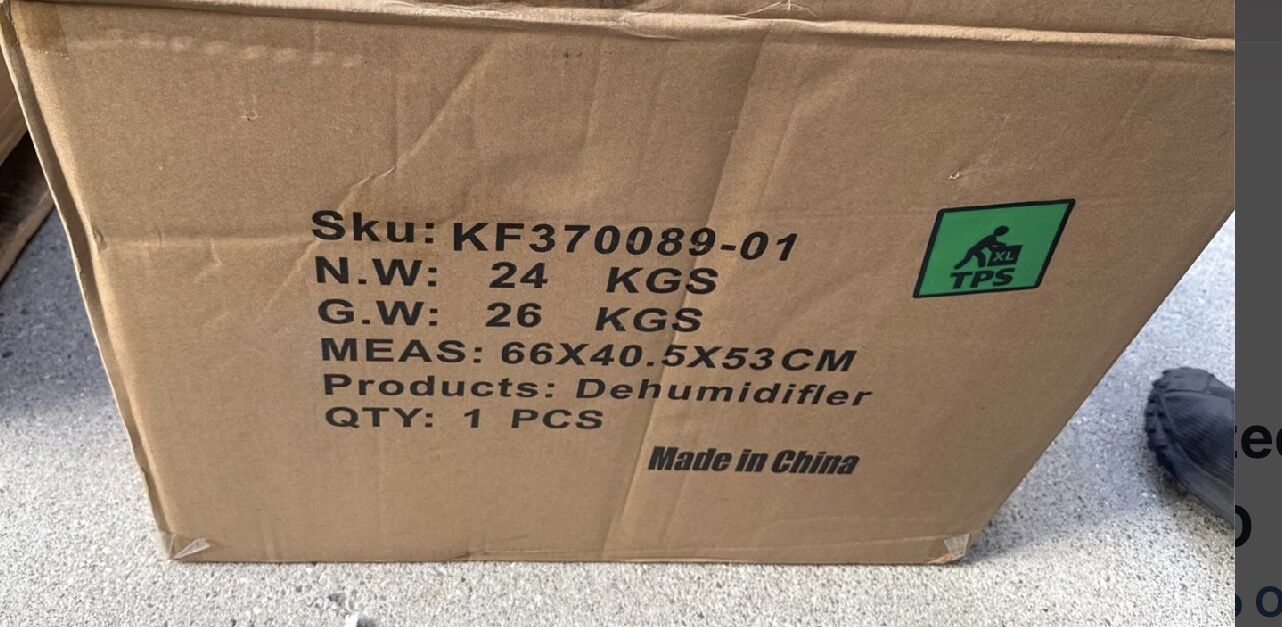 Sku: KF370089-01
N.W: 24 KGS
G.W: 26 KGS
MEAS: 66X40.5X53CM
Products: Dehumidifler
QTY: 1 PCS
Made in China
XL
TPS